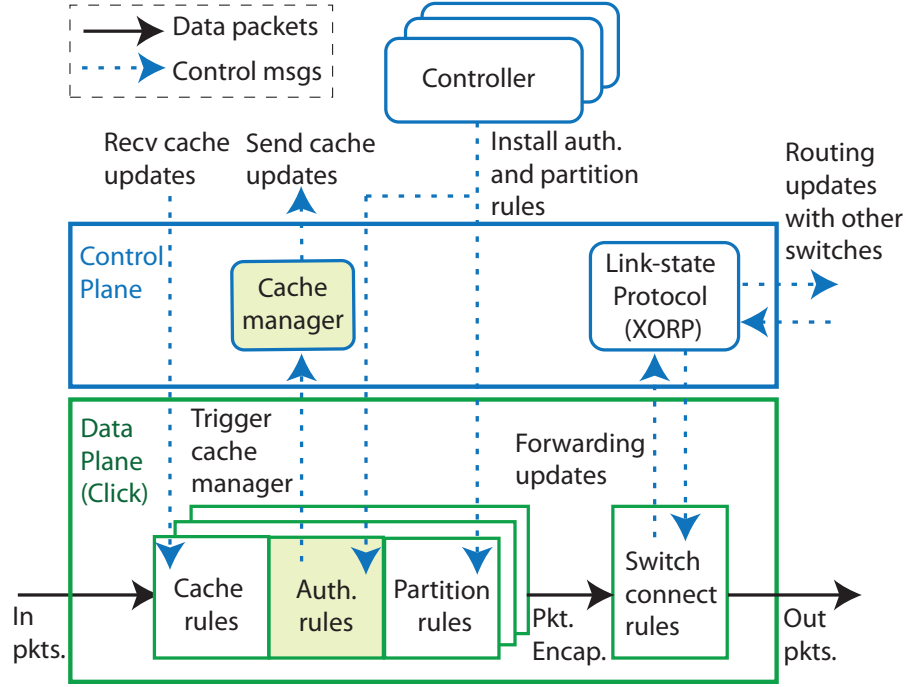 Data packets
Control msgs
Controller
Recv cache
updates
Send cache
updates
Install auth.
and partition
rules
Routing
updates
with other
switches
Control
Plane
Cache
manager
Link-state
Protocol
(XORP)
Data
Plane
(Click)
Trigger
cache
manager
Forwarding
updates
Cache
rules
Auth.
rules
Partition
rules
Switch
connect
rules
In
pkts.
Pkt.
Encap.
Out
pkts.